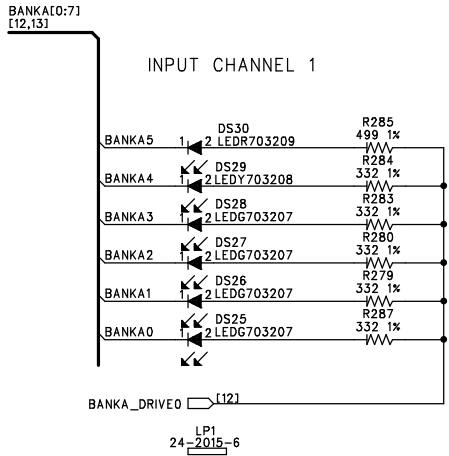 BANKA[0:7]
[12,13]
INPUT CHANNEL 1
R285
DS30
499 1%
BANKA5 1 2 LEDR703209
R284
DS29
332 1%
BANKA4 1 2 LEDY703208
R283
DS28
332 1%
BANKA3 1 2 LEDG703207
R280
DS27
332 1%
BANKA2 1 2 LEDG703207
R279
DS26
332 1%
BANKA1 1 2 LEDG703207
R287
DS25
332 1%
BANKA0 1 2 LEDG703207
BANKA_DRIVE0 [12]
LP1
24-2015-6